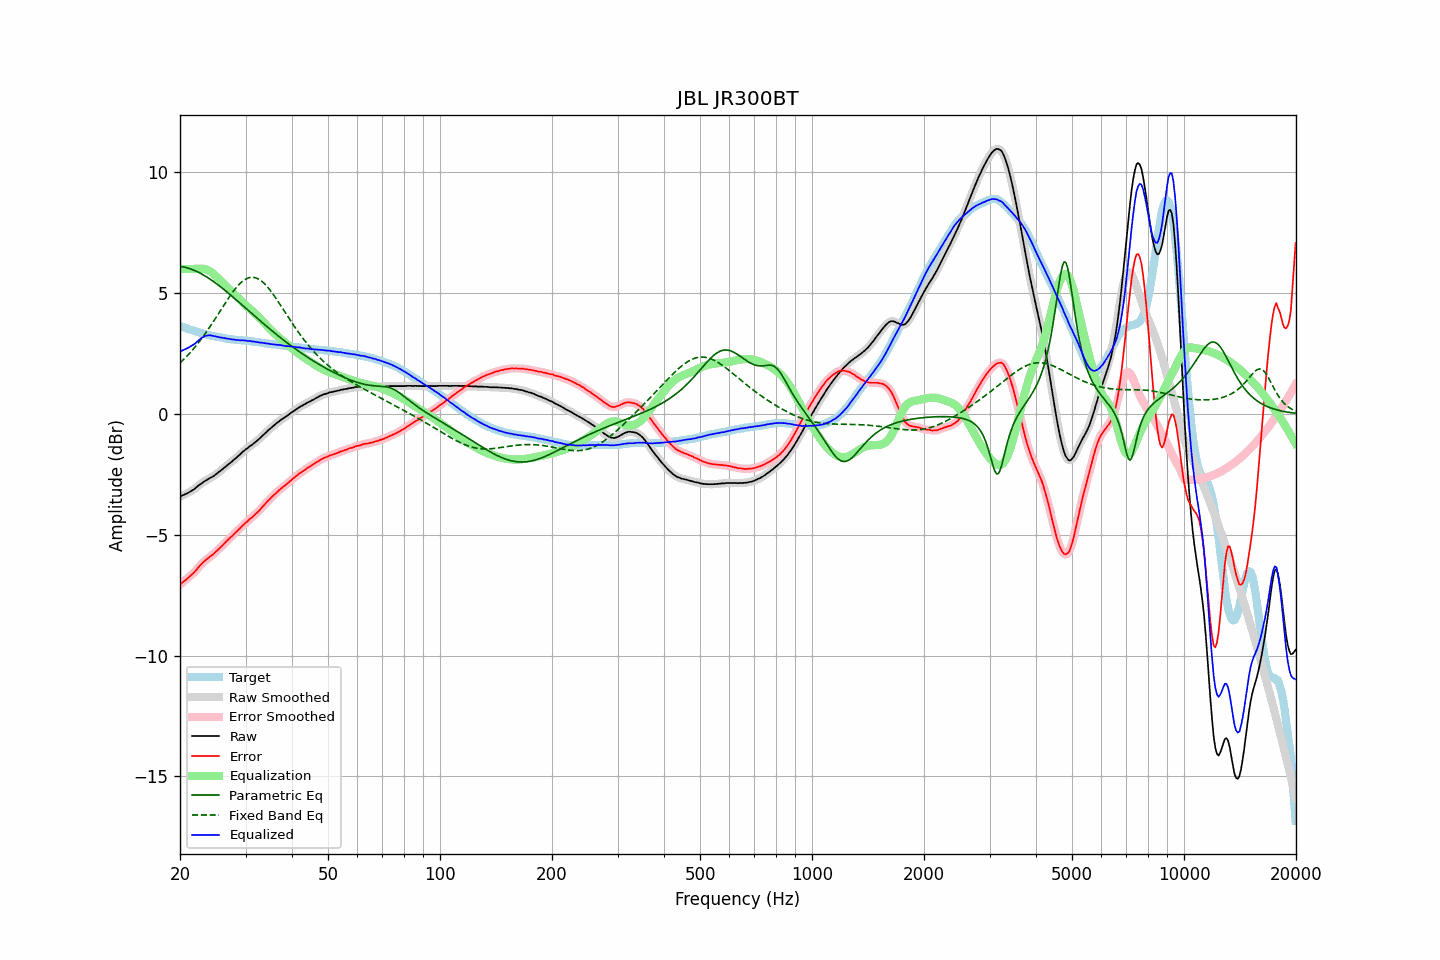 JBL JR300BT
10
5
0
−5
−10
−15
Amplitude (dBr)
Target
Raw Smoothed
Error Smoothed
Raw
Error
Equalization
Parametric Eq
Fixed Band Eq
Equalized
20 50 100 200 500 1000 2000 5000 10000 20000
Frequency (Hz)